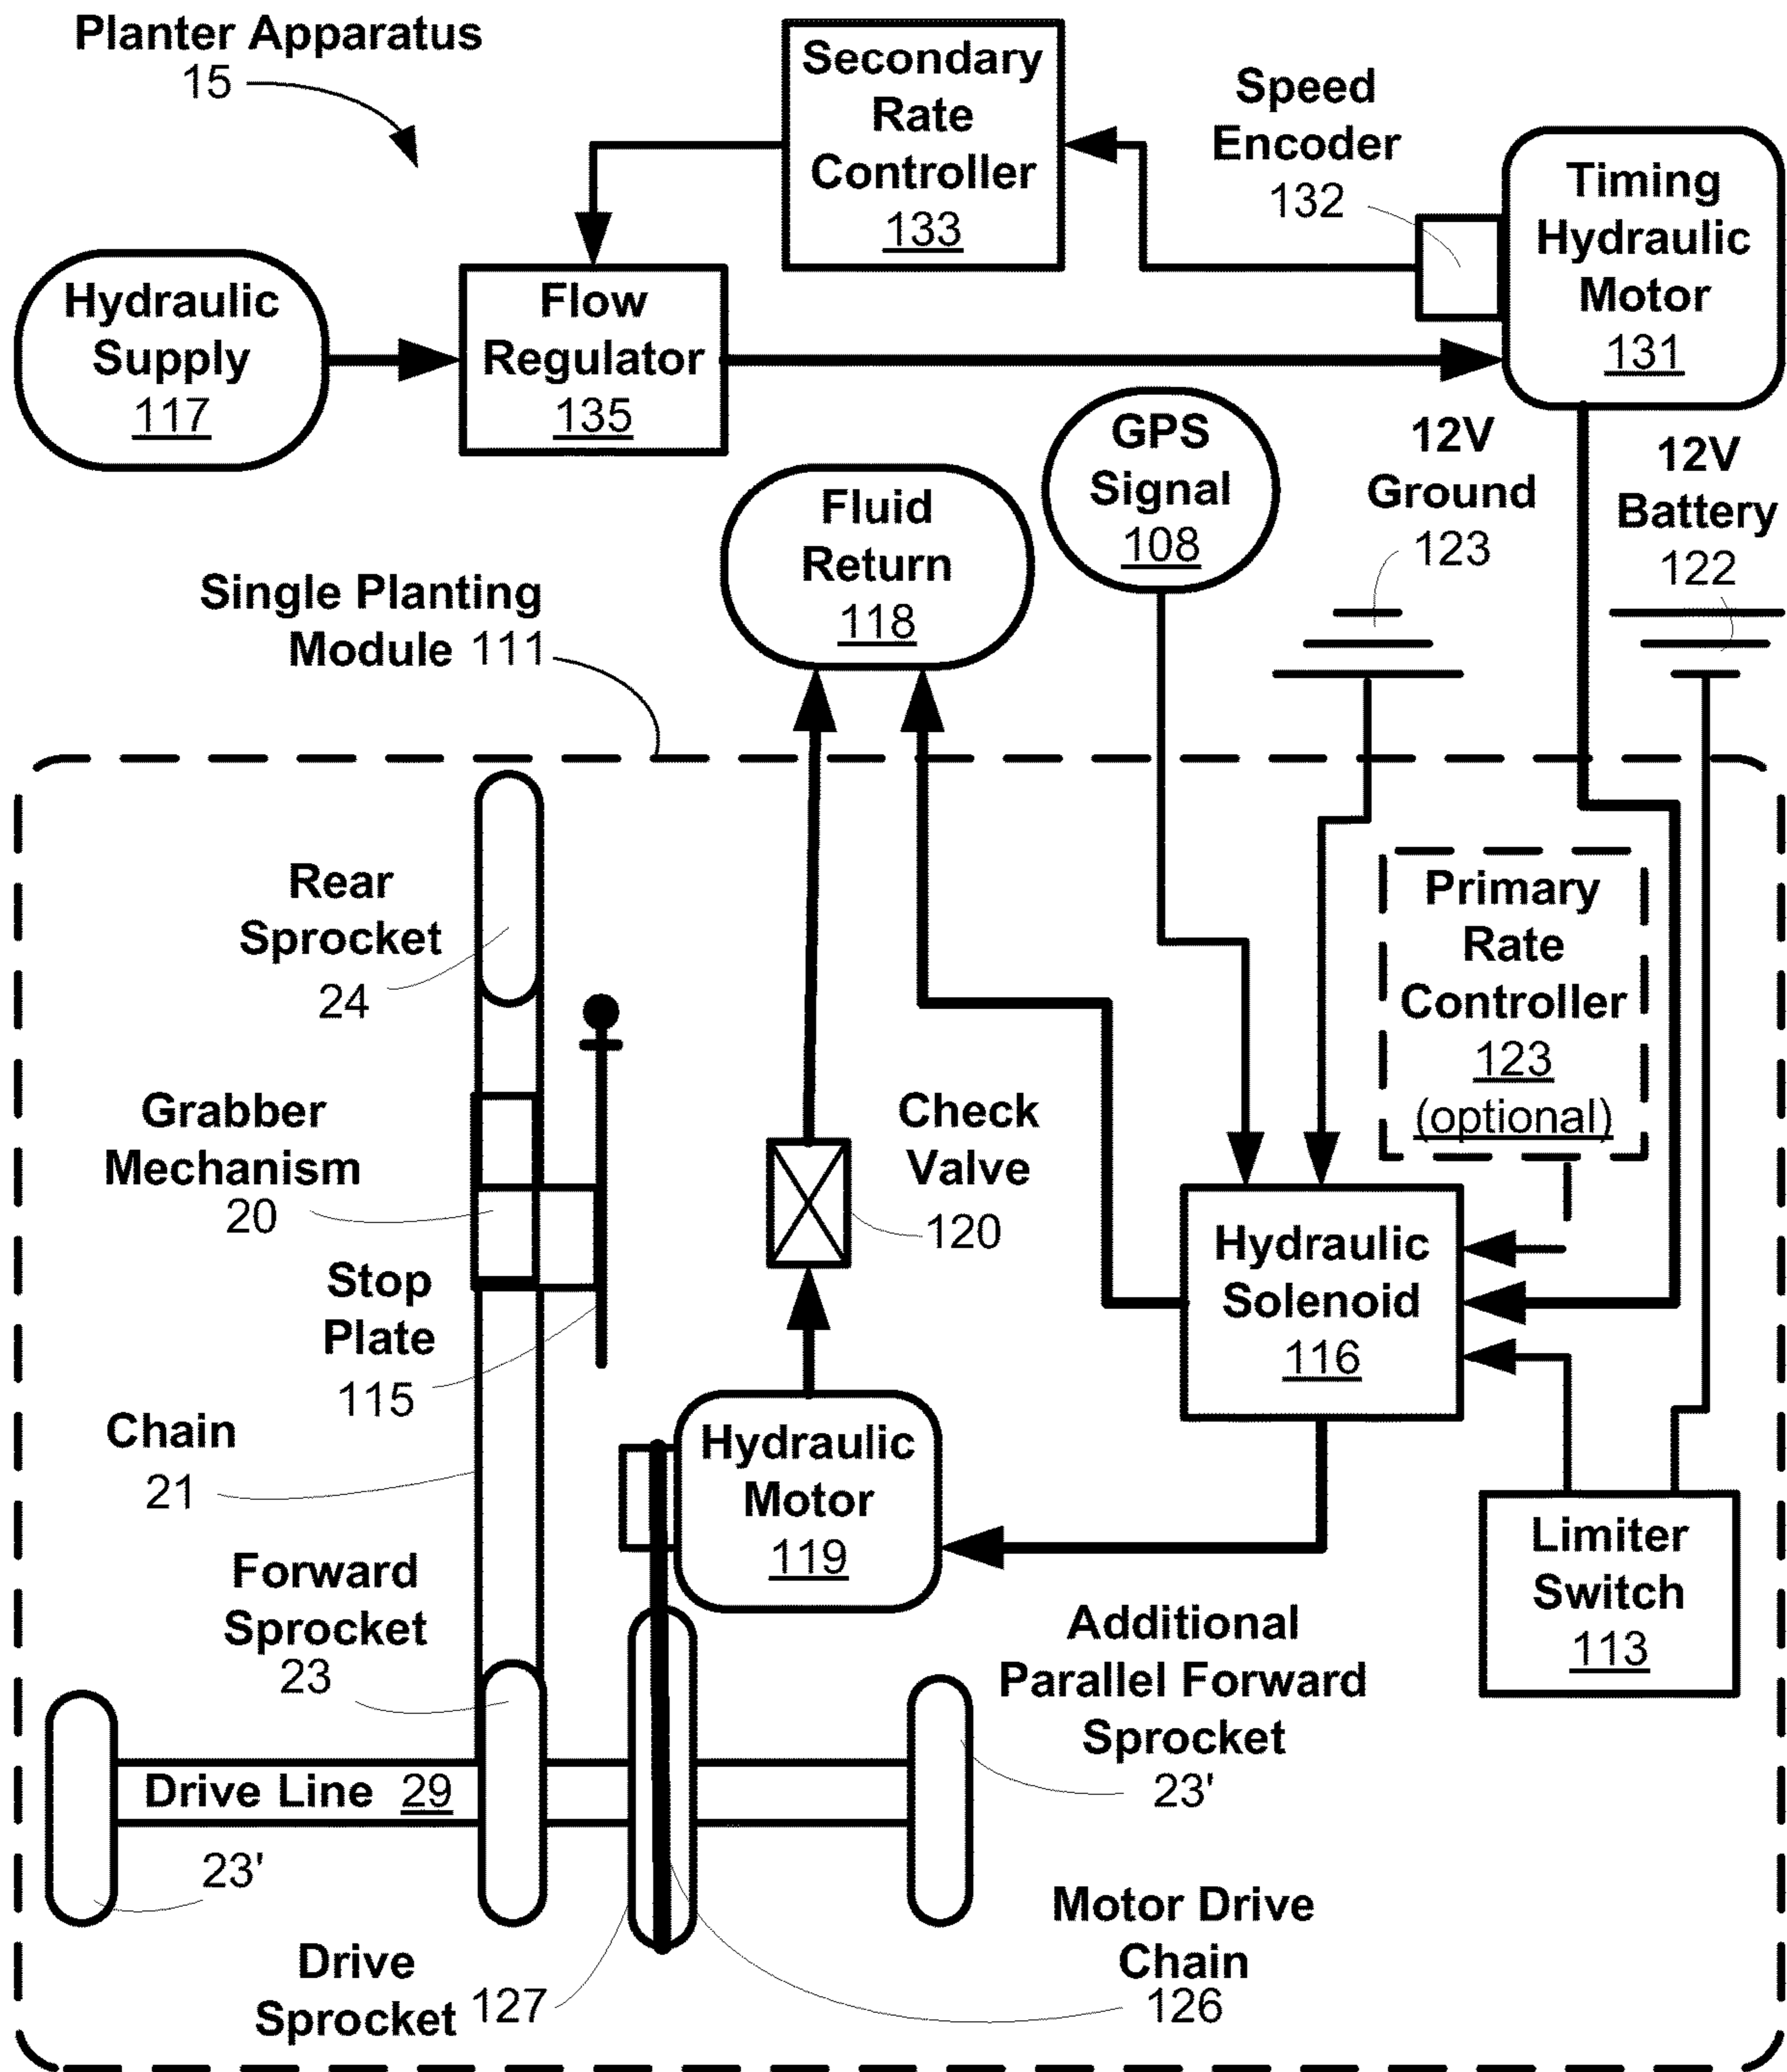 Planter Apparatus
15
Secondary
Rate
Controller
133
Speed
Encoder
132
Timing
Hydraulic
Motor
131
Hydraulic
Supply
117
Flow
Regulator
135
GPS
Signal
108
12V
Ground
123
12V
Battery
122
Fluid
Return
118
Single Planting
Module 111
Rear
Sprocket
24
Primary
Rate
Controller
123
(optional)
Grabber
Mechanism
20
Check
Valve
120
Stop
Plate
115
Hydraulic
Solenoid
116
Chain
21
Hydraulic
Motor
119
Limiter
Switch
113
Forward
Sprocket
23
Additional
Parallel Forward
Sprocket
23'
Drive Line 29
23'
Drive
Sprocket 127
Motor Drive
Chain
126